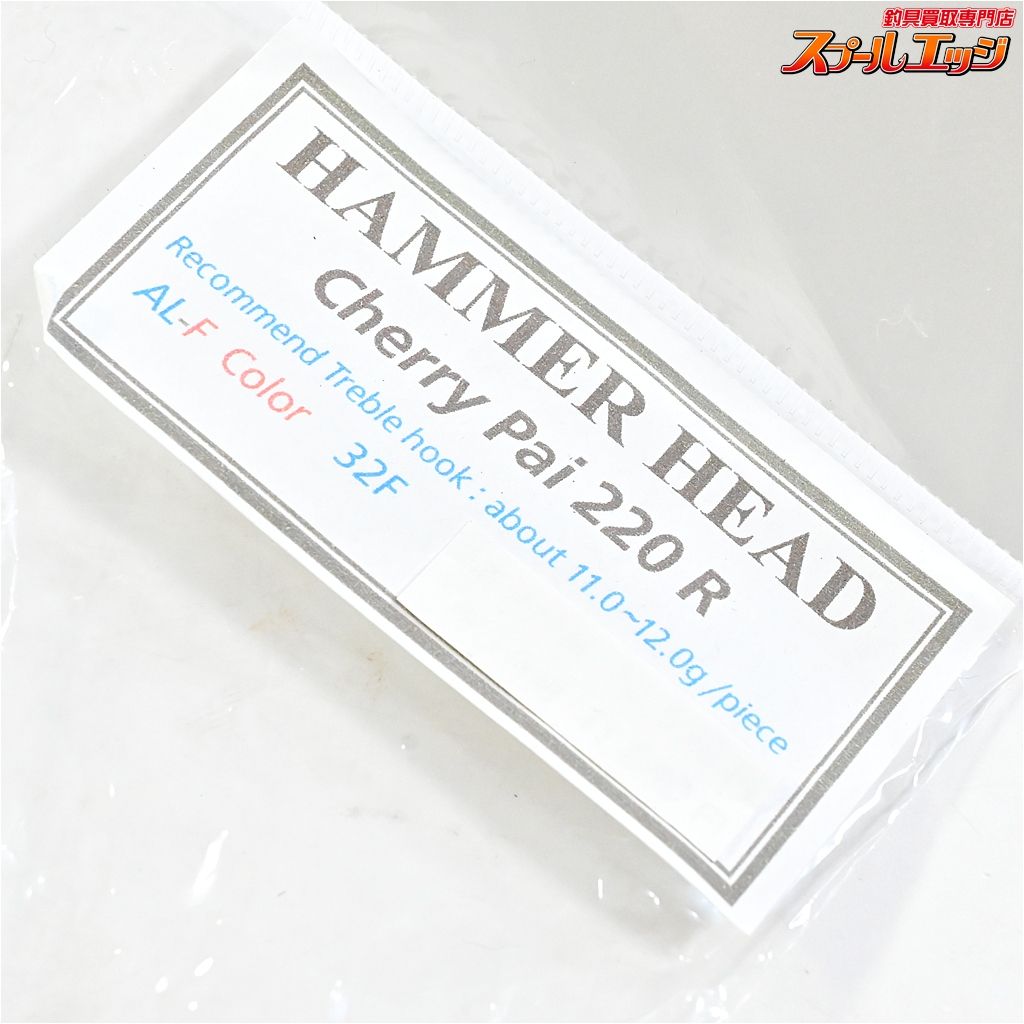 釣具買取専門店
スプールエッジ
HAMMER HEAD
Cherry Pai 220 R
Recommend Treble hook : about 11.0~12.0g/piece
AL-F Color 32F